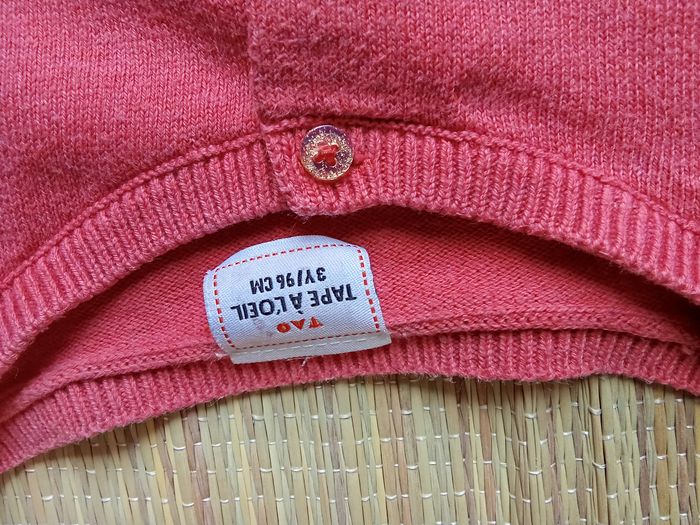 TAO
TAPE À L'OEIL
3Y/96 CM